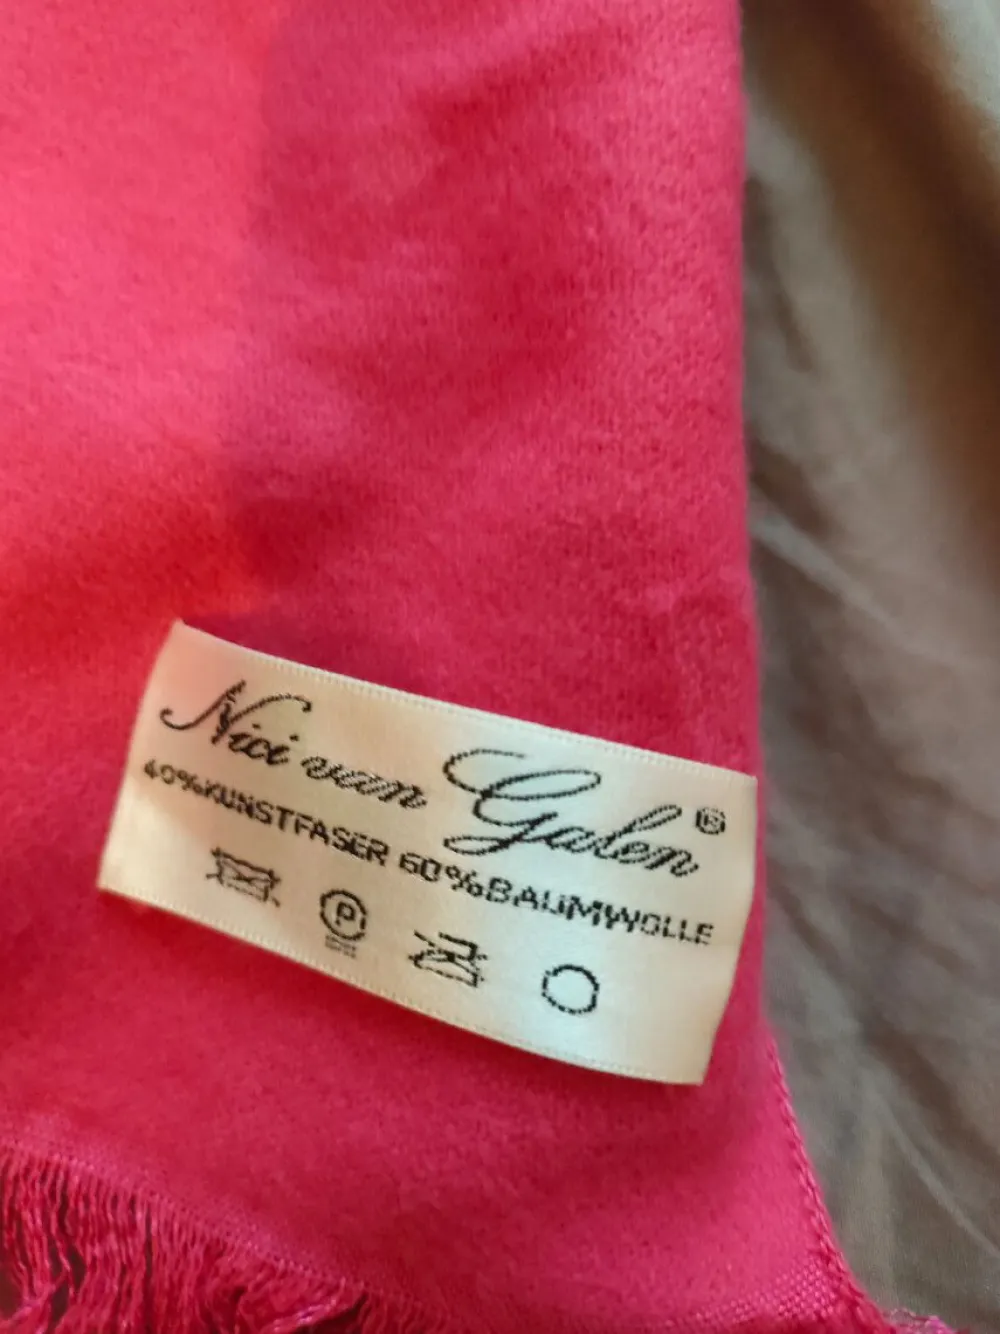 Nici van Galen®
40%KUNSTFASER 60%BAUMWOLLE
P